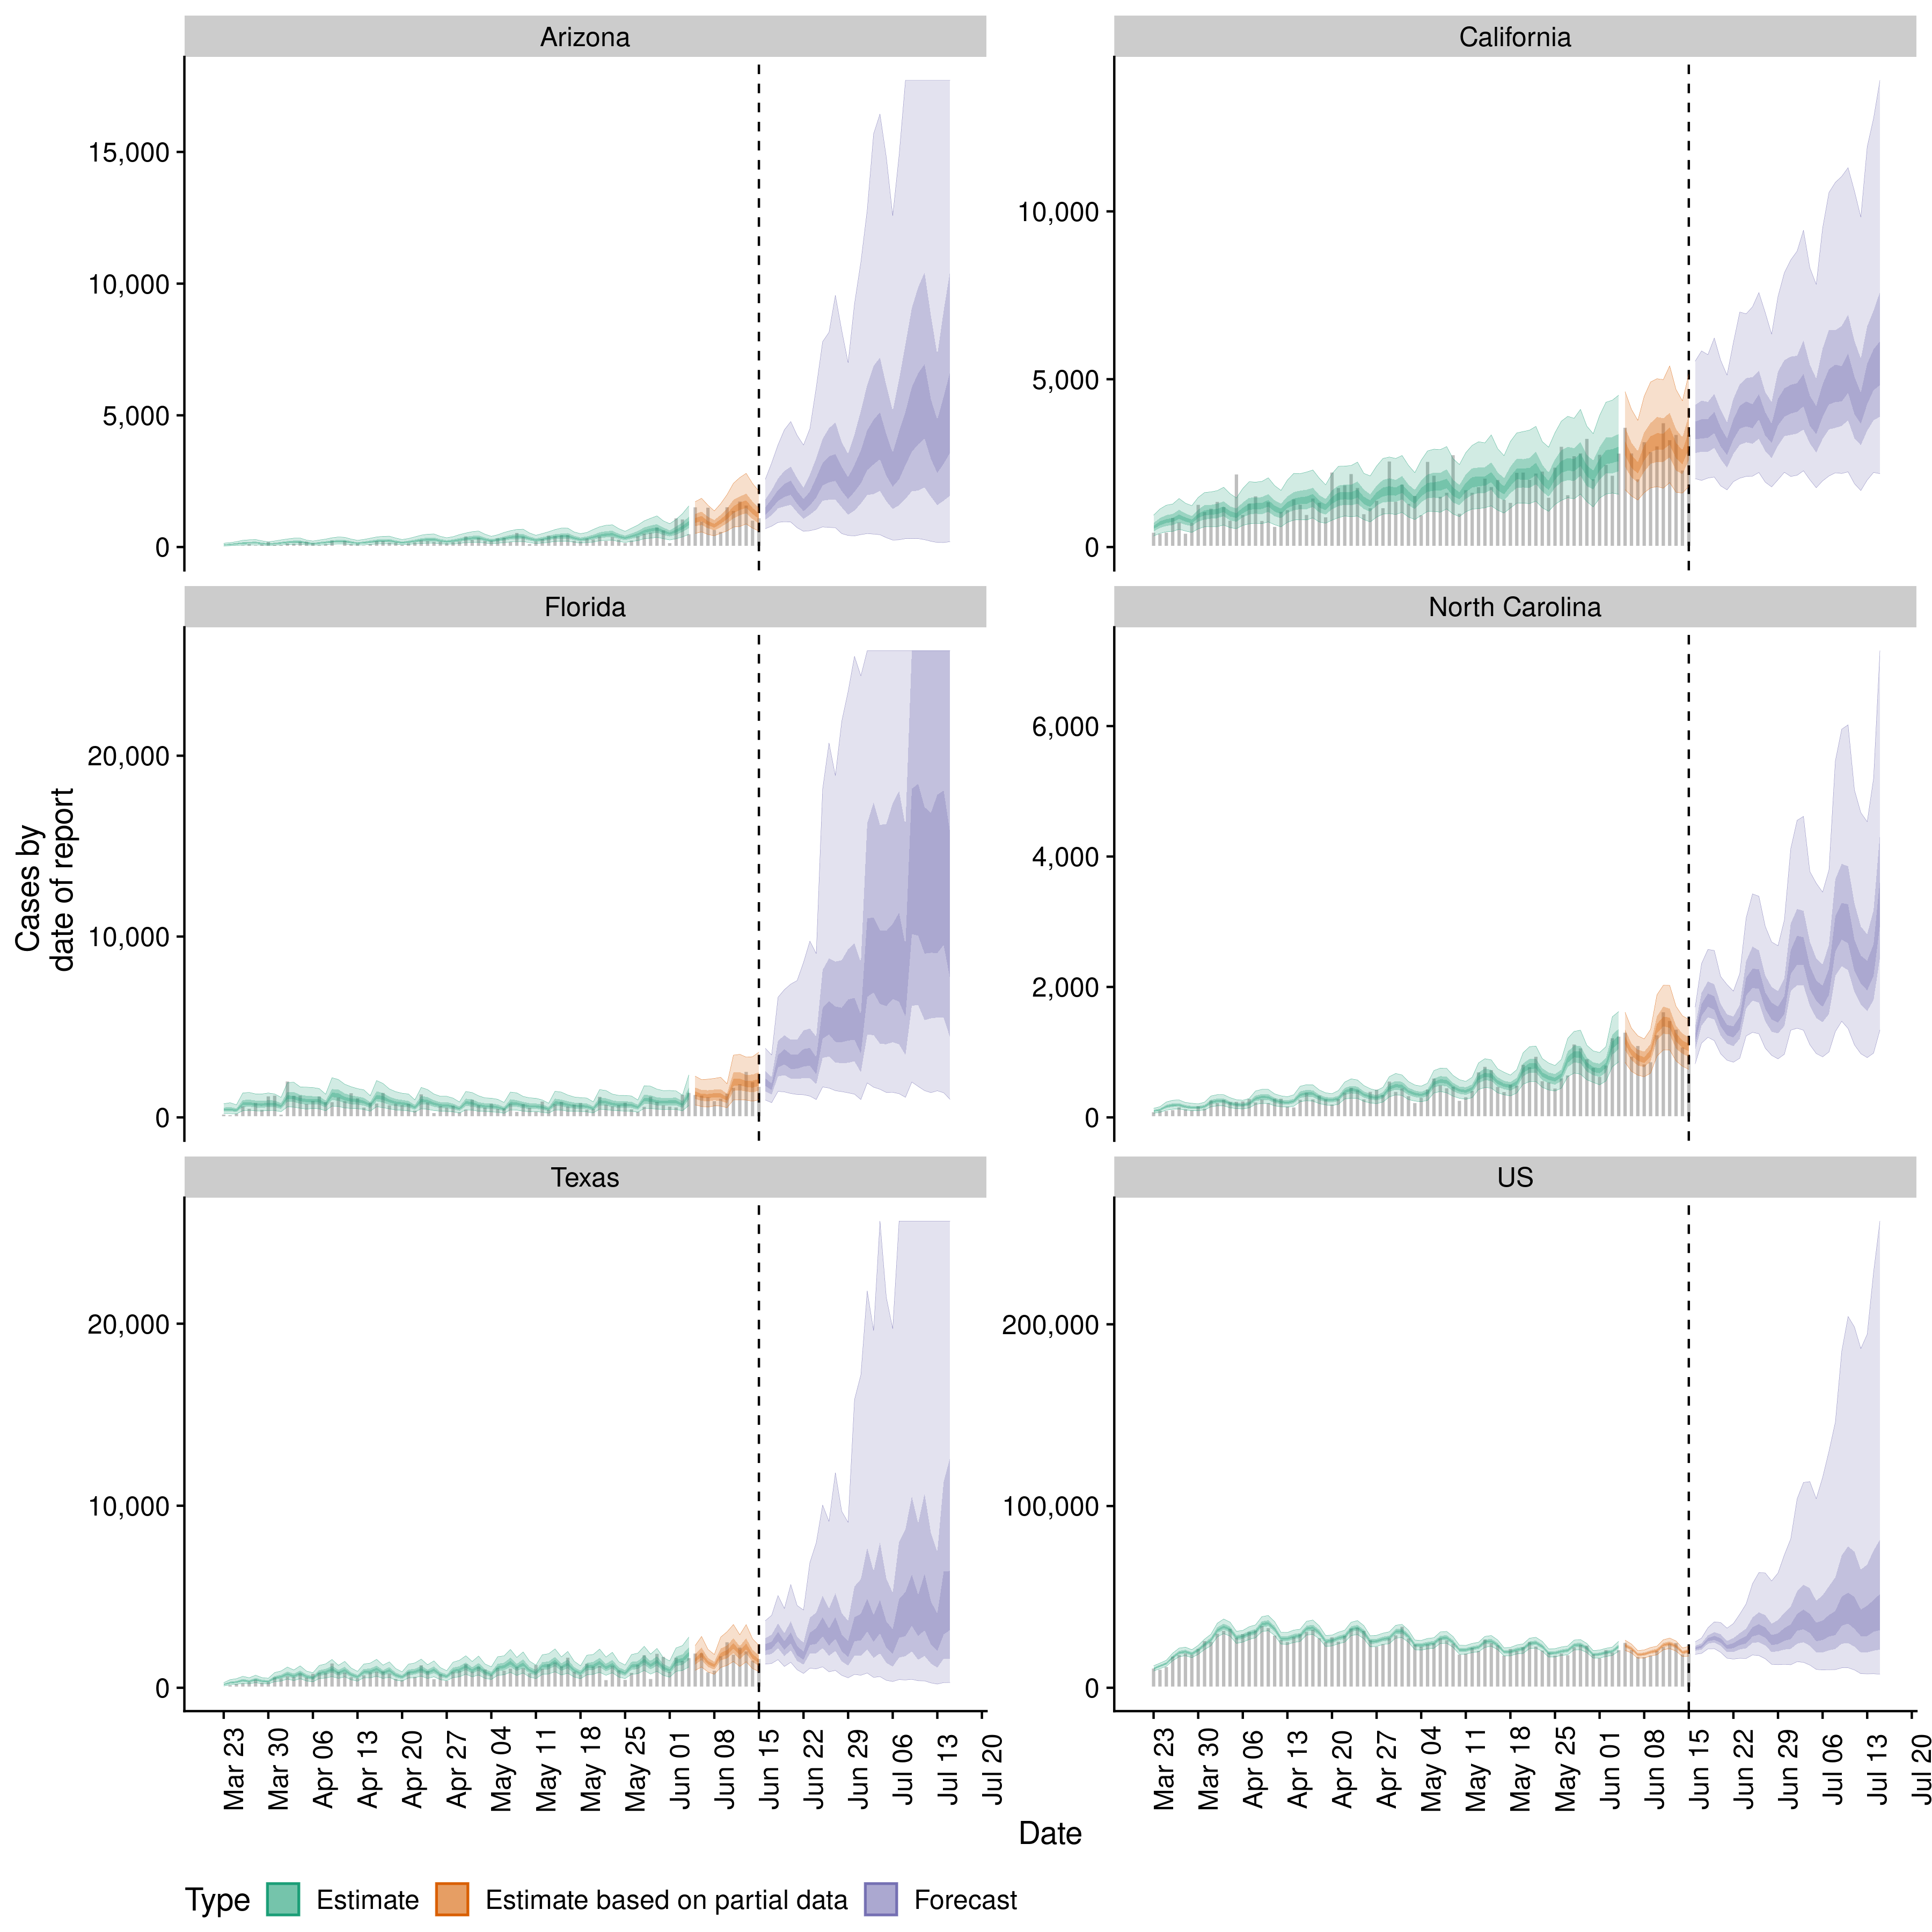 Arizona
California
15,000
10,000
5,000
0
10,000
5,000
0
Florida
North Carolina
Cases by
date of report
20,000
10,000
0
6,000
4,000
2,000
0
Texas
US
20,000
10,000
0
200,000
100,000
0
Mar 23
Mar 30
Apr 06
Apr 13
Apr 20
Apr 27
May 04
May 11
May 18
May 25
Jun 01
Jun 08
Jun 15
Jun 22
Jun 29
Jul 06
Jul 13
Jul 20
Mar 23
Mar 30
Apr 06
Apr 13
Apr 20
Apr 27
May 04
May 11
May 18
May 25
Jun 01
Jun 08
Jun 15
Jun 22
Jun 29
Jul 06
Jul 13
Jul 20
Date
Type Estimate Estimate based on partial data Forecast